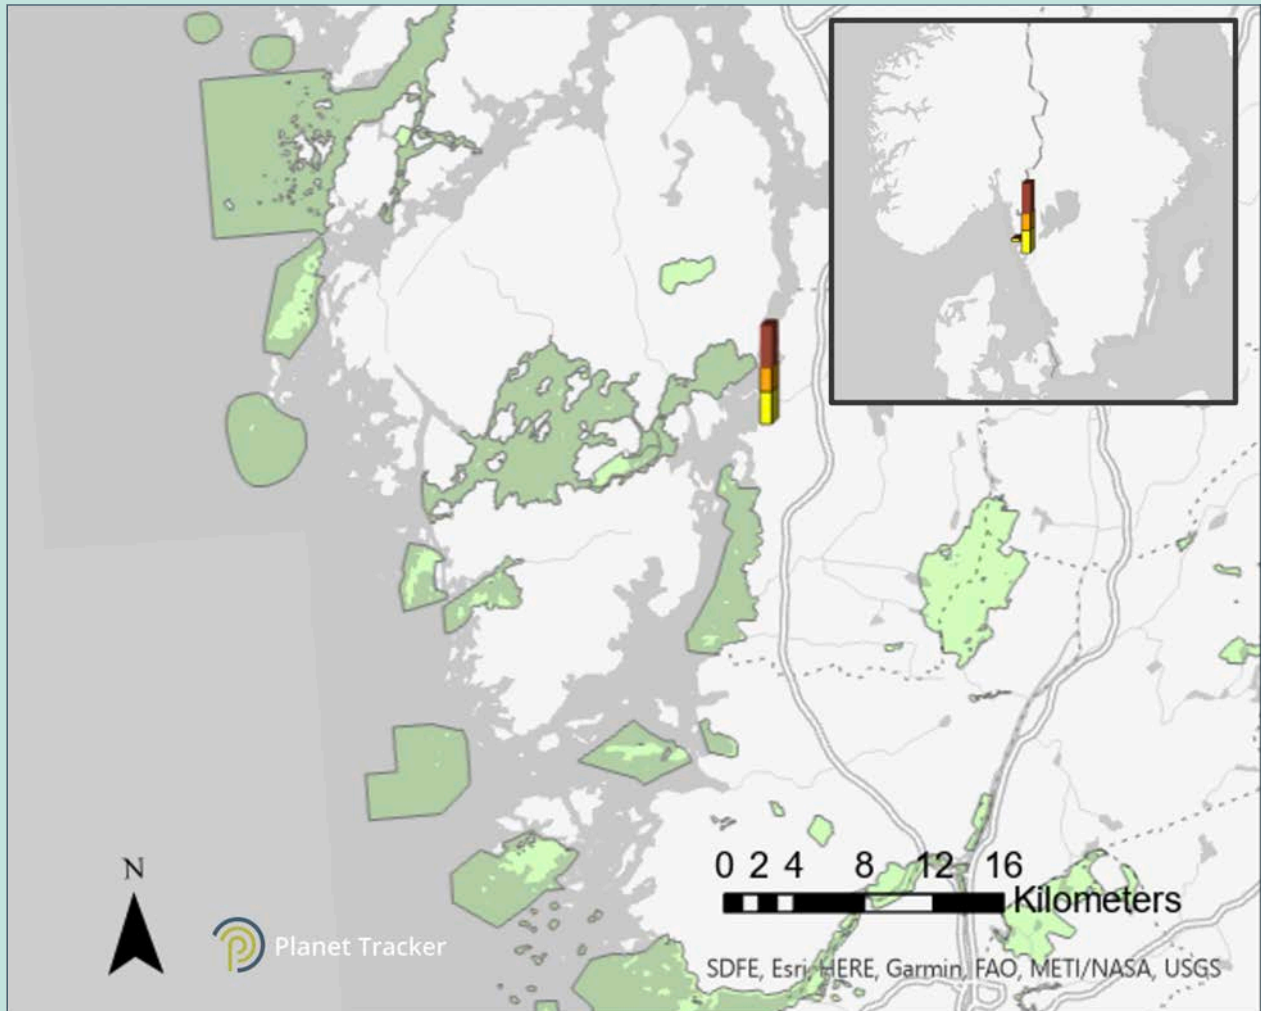 0 2 4 8 12 16
Kilometers
N
Planet Tracker
SDFE, Esri, HERE, Garmin, FAO, METI/NASA, USGS